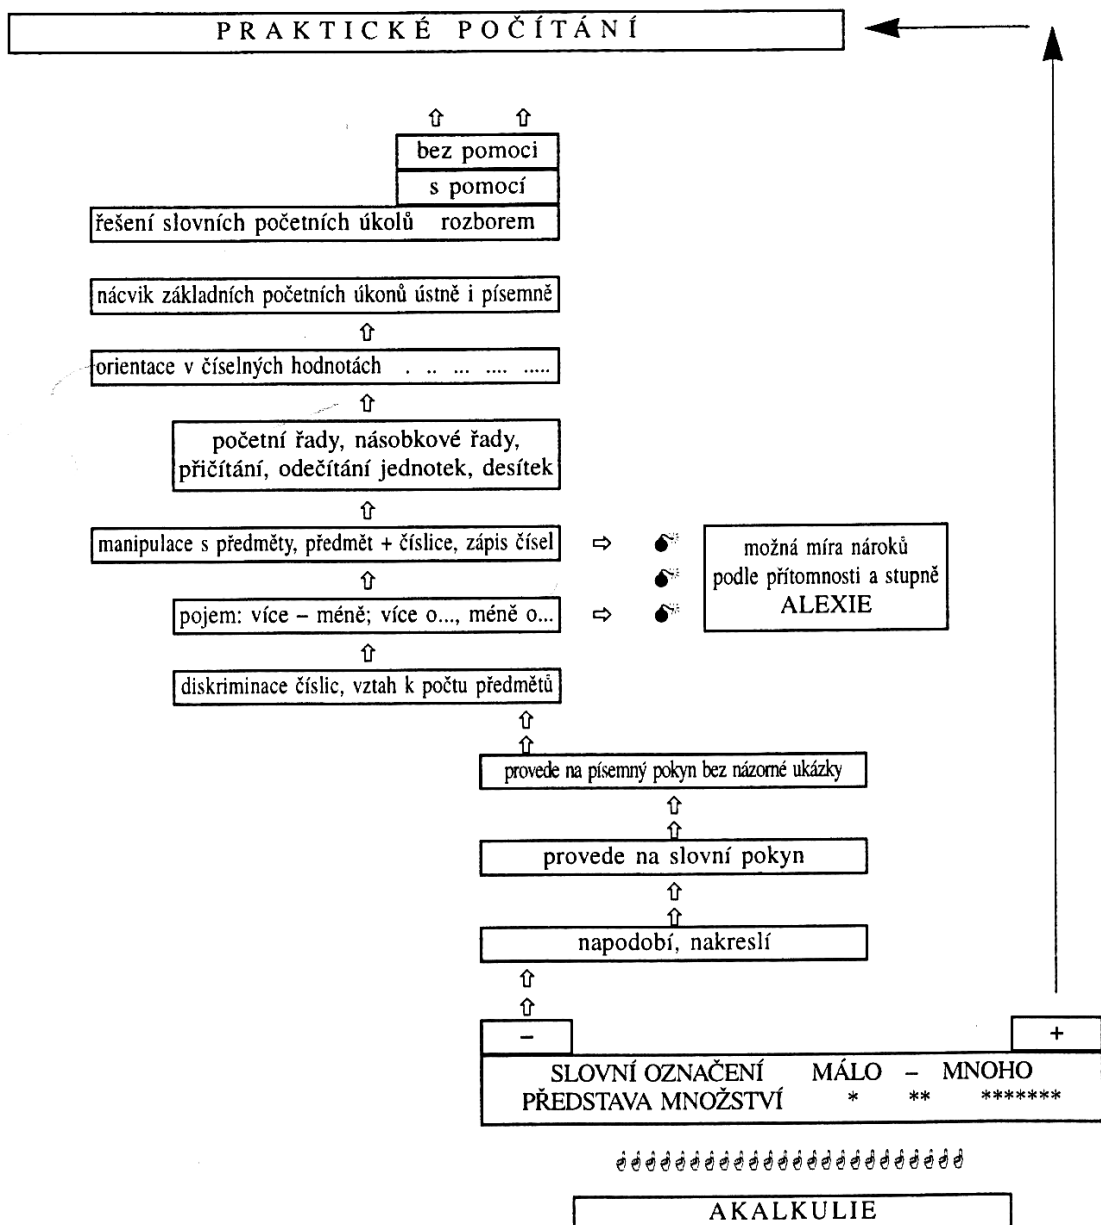 PRAKTICKÉ POČÍTÁNÍ
bez pomoci
s pomocí
řešení slovních početních úkolů rozborem
nácvik základních početních úkonů ústně i písemně
orientace v číselných hodnotách . .. ... .... .....
početní řady, násobkové řady,
přičítání, odečítání jednotek, desítek
manipulace s předměty, předmět + číslice, zápis čísel
možná míra nároků
podle přítomnosti a stupně
ALEXIE
pojem: více – méně; více o..., méně o...
diskriminace číslic, vztah k počtu předmětů
provede na písemný pokyn bez názorné ukázky
provede na slovní pokyn
napodobí, nakreslí
– +
SLOVNÍ OZNAČENÍ MÁLO – MNOHO
PŘEDSTAVA MNOŽSTVÍ * ** *******
AKALKULIE